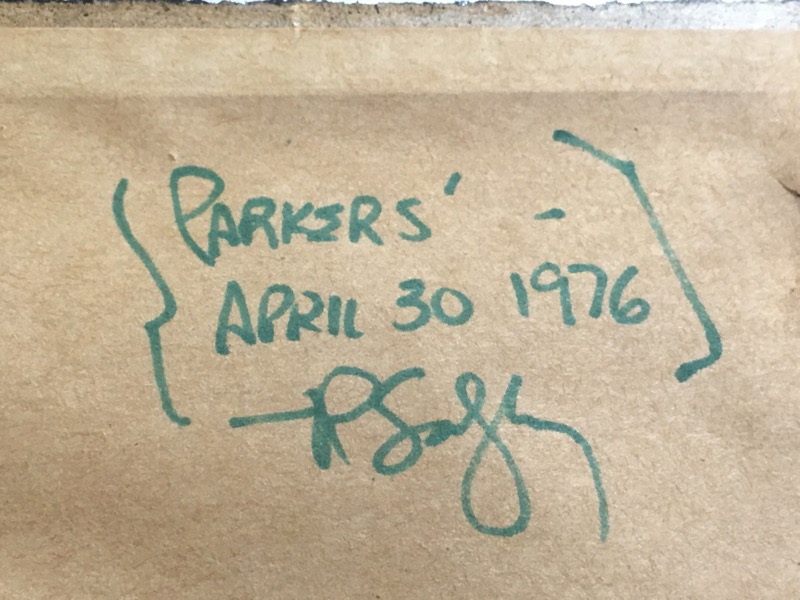 PARKERS' -
APRIL 30 1976